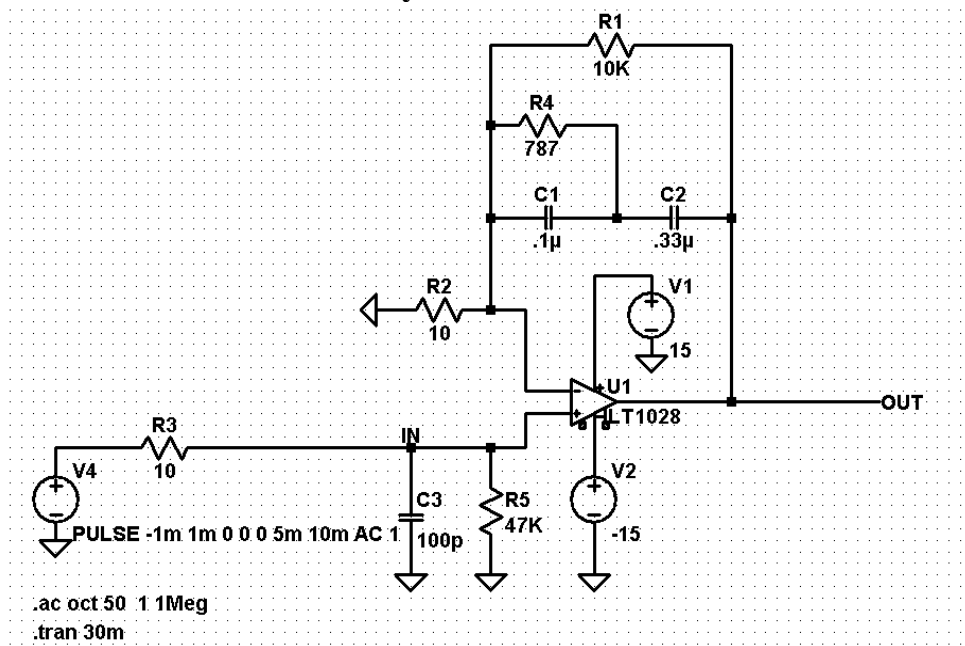 R1
10K
R4
787
C1
.1µ
C2
.33µ
R2
10
V1
15
U1
LT1028
OUT
R3
10
IN
V4
PULSE -1m 1m 0 0 0 5m 10m AC 1
C3
100p
R5
47K
V2
-15
.ac oct 50 1 1Meg
.tran 30m